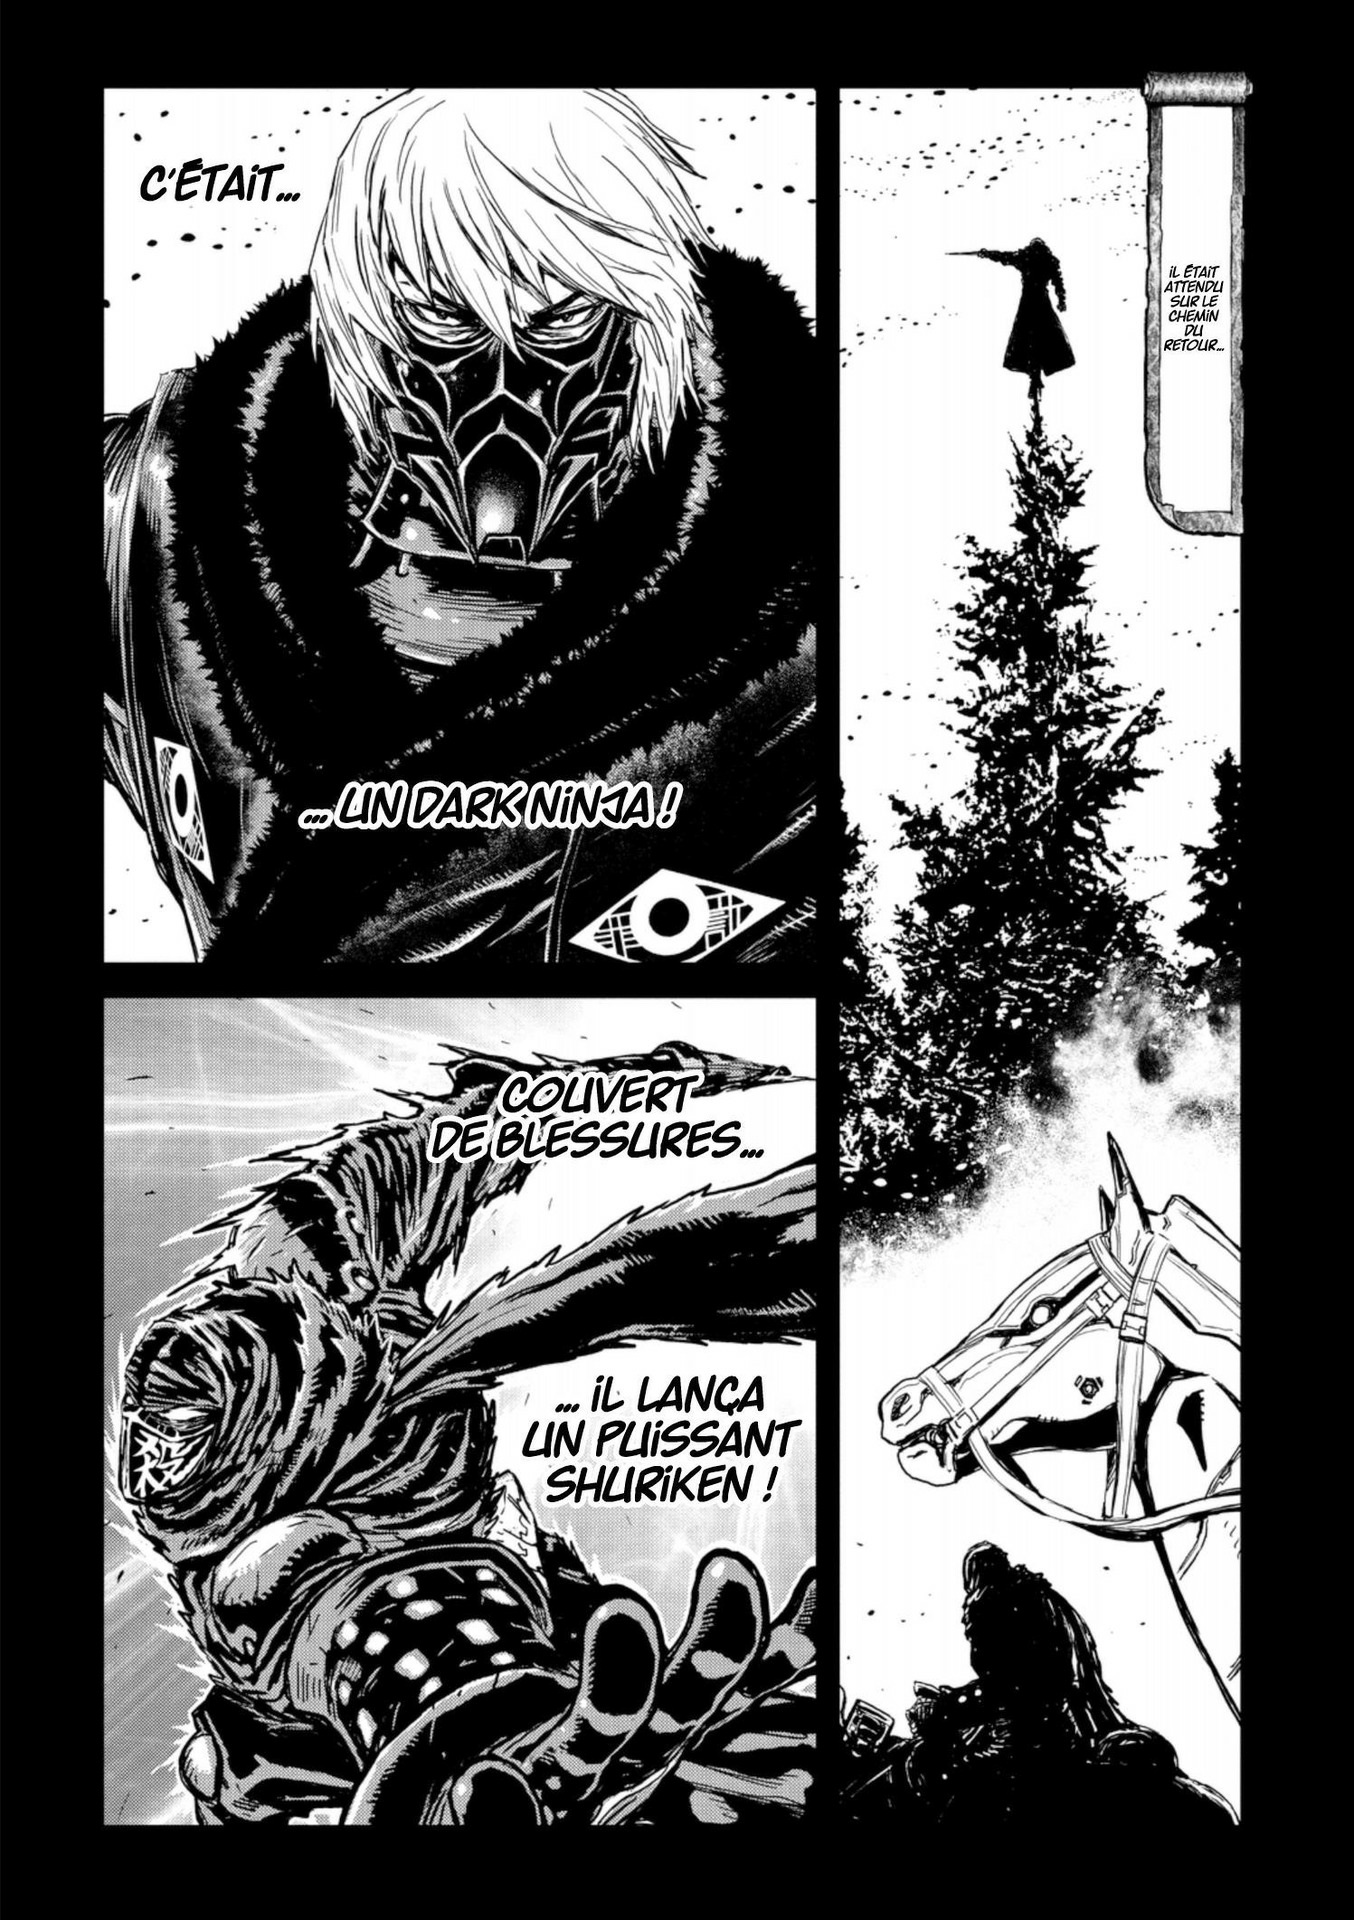 IL ÉTAIT
ATTENDU
SUR LE
CHEMIN
DU
RETOUR...
C'ÉTAIT...
... UN DARK NINJA !
COUVERT
DE BLESSURES...
... IL LANÇA
UN PUISSANT
SHURIKEN !
殺